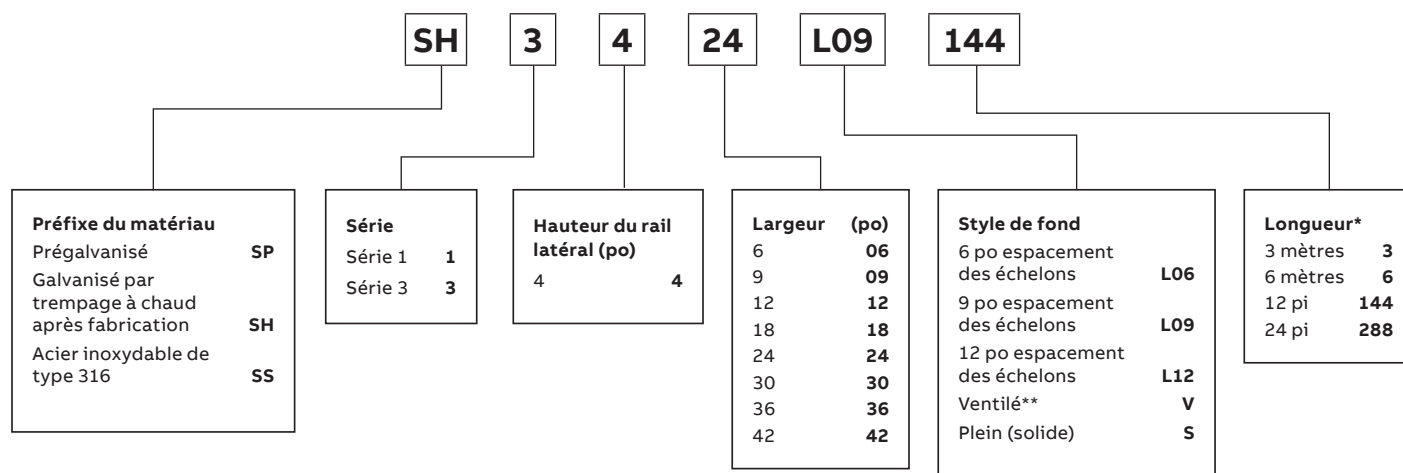 SH 3 4 24 L09 144
Préfixe du matériau
Prégalvanisé SP
Galvanisé par
trempage à chaud
après fabrication SH
Acier inoxydable de
type 316 SS
Série
Série 1 1
Série 3 3
Hauteur du rail
latéral (po)
4 4
Largeur (po)
6 06
9 09
12 12
18 18
24 24
30 30
36 36
42 42
Style de fond
6 po espacement
des échelons L06
9 po espacement
des échelons L09
12 po espacement
des échelons L12
Ventilé** V
Plein (solide) S
Longueur*
3 mètres 3
6 mètres 6
12 pi 144
24 pi 288